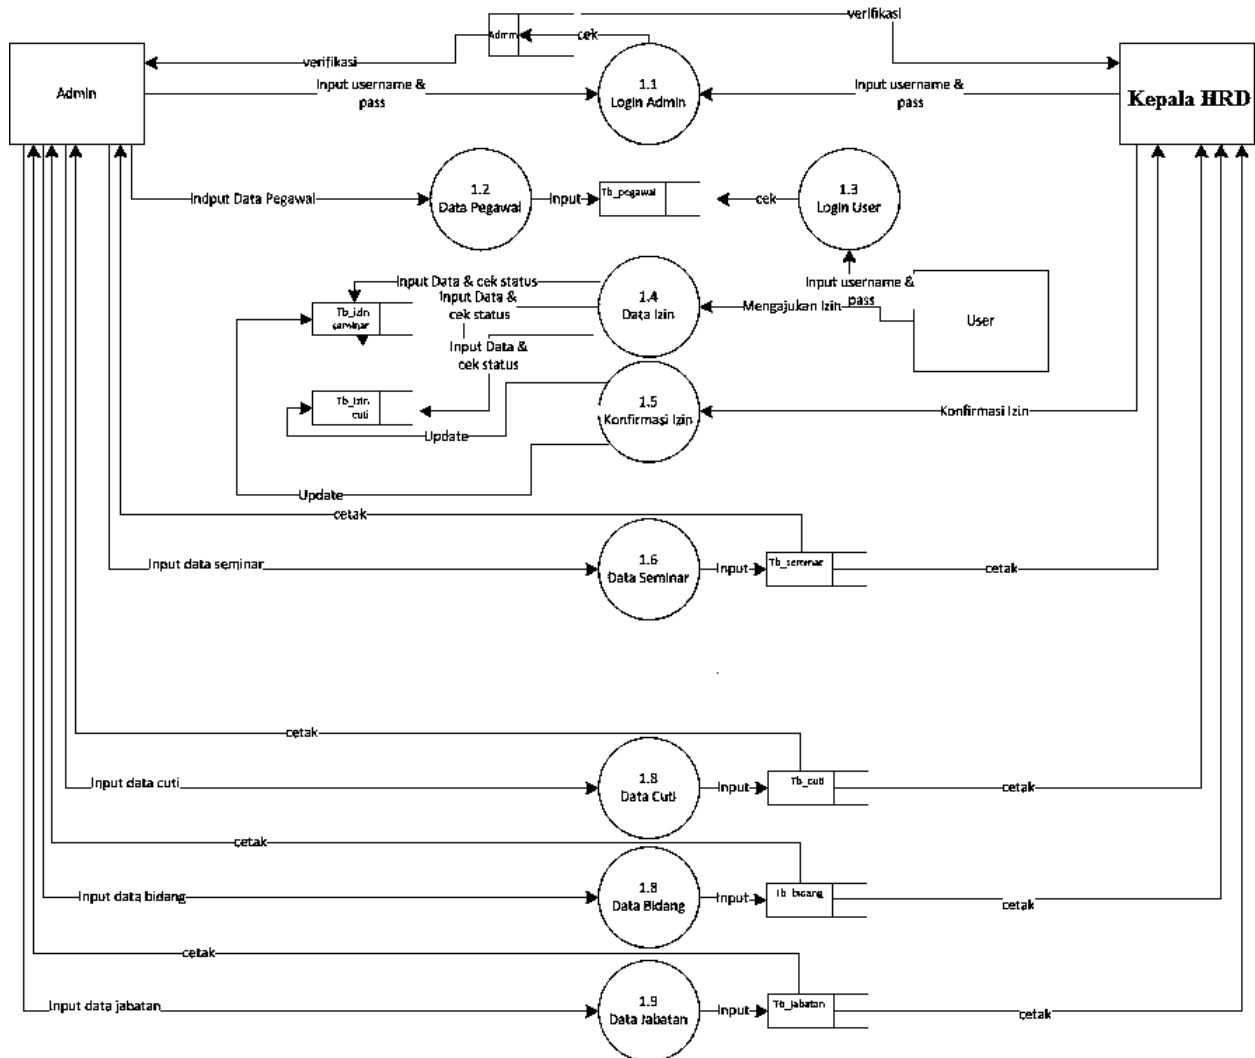 verifikasi
Admin
cek
verifikasi
Admin
Input username &
pass
1.1
Login Admin
Input username &
pass
Kepala HRD
Indput Data Pegawai
1.2
Data Pegawai
Input
Tb_pegawai
cek
1.3
Login User
Input Data & cek status
Input Data &
cek status
Input Data &
cek status
Tb_izin
seminar
1.4
Data Izin
Mengajukan Izin
Input username &
pass
User
Tb_izin
cuti
Update
1.5
Konfirmasi Izin
Konfirmasi Izin
Update
cetak
Input data seminar
1.6
Data Seminar
Input
Tb_seminar
cetak
cetak
Input data cuti
1.8
Data Cuti
Input
Tb_cuti
cetak
cetak
Input data bidang
1.8
Data Bidang
Input
Tb_bidang
cetak
cetak
Input data jabatan
1.9
Data Jabatan
Input
Tb_jabatan
cetak